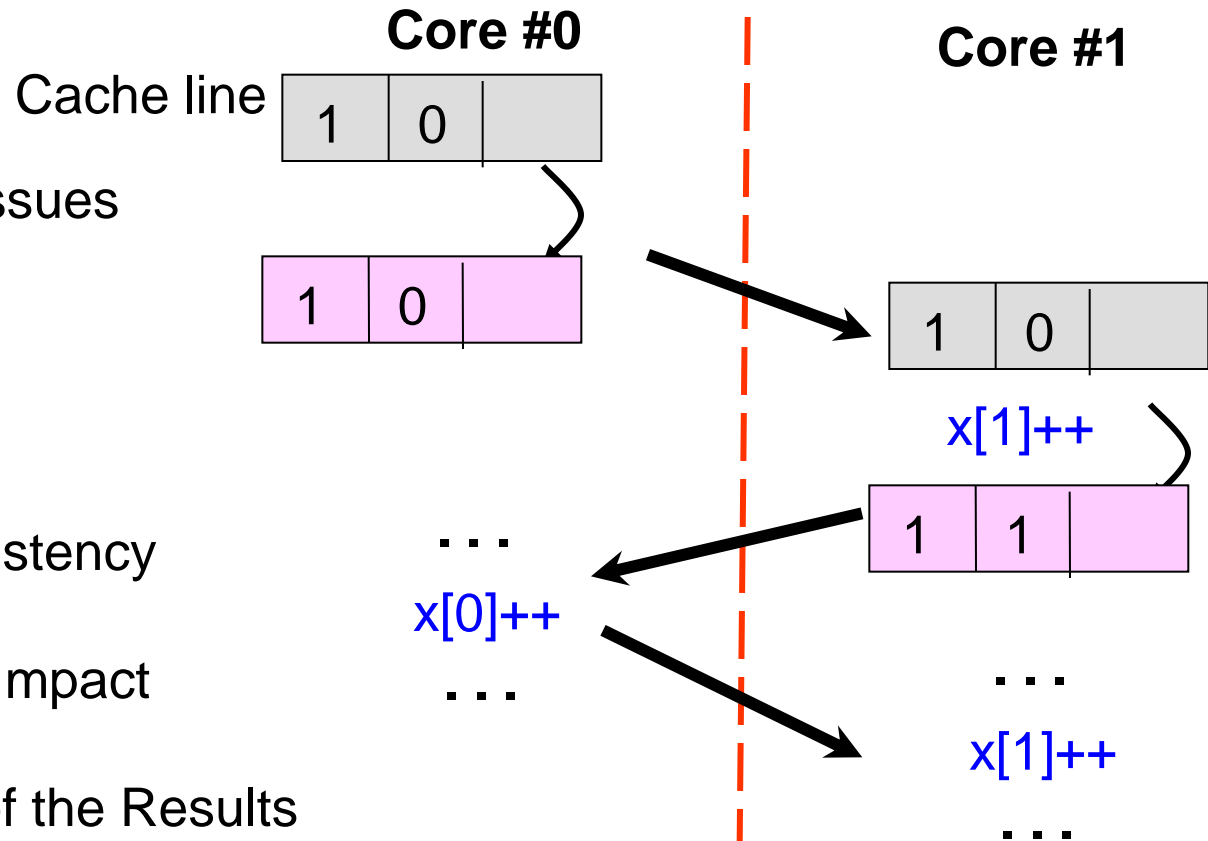 Core #0
Core #1
Cache line
1 0
ssues
1 0
1 0
x[1]++
1 1
stency
. . .
x[0]++
mpact
. . .
. . .
x[1]++
f the Results
. . .